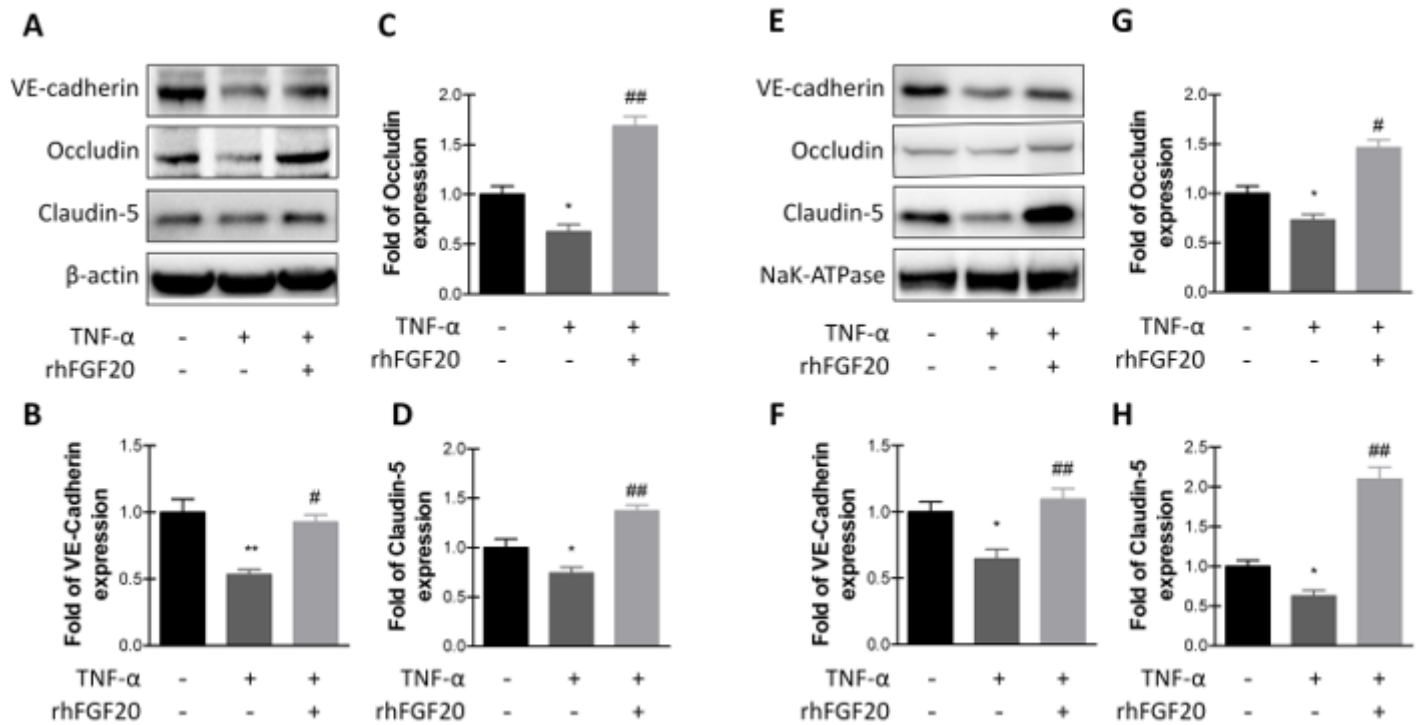 A
VE-cadherin
Occludin
Claudin-5
β-actin
TNF-α - + +
rhFGF20 - - +
C
Fold of Occludin
expression
2.0
1.5
1.0
0.5
0.0
*
##
TNF-α - + +
rhFGF20 - - +
E
VE-cadherin
Occludin
Claudin-5
NaK-ATPase
TNF-α - + +
rhFGF20 - - +
G
Fold of Occludin
expression
2.0
1.5
1.0
0.5
0.0
*
#
TNF-α - + +
rhFGF20 - - +
B
Fold of VE-Cadherin
expression
1.5
1.0
0.5
0.0
**
#
TNF-α - + +
rhFGF20 - - +
D
Fold of Claudin-5
expression
2.0
1.5
1.0
0.5
0.0
*
##
TNF-α - + +
rhFGF20 - - +
F
Fold of VE-Cadherin
expression
1.5
1.0
0.5
0.0
*
##
TNF-α - + +
rhFGF20 - - +
H
Fold of Claudin-5
expression
2.5
2.0
1.5
1.0
0.5
0.0
*
##
TNF-α - + +
rhFGF20 - - +